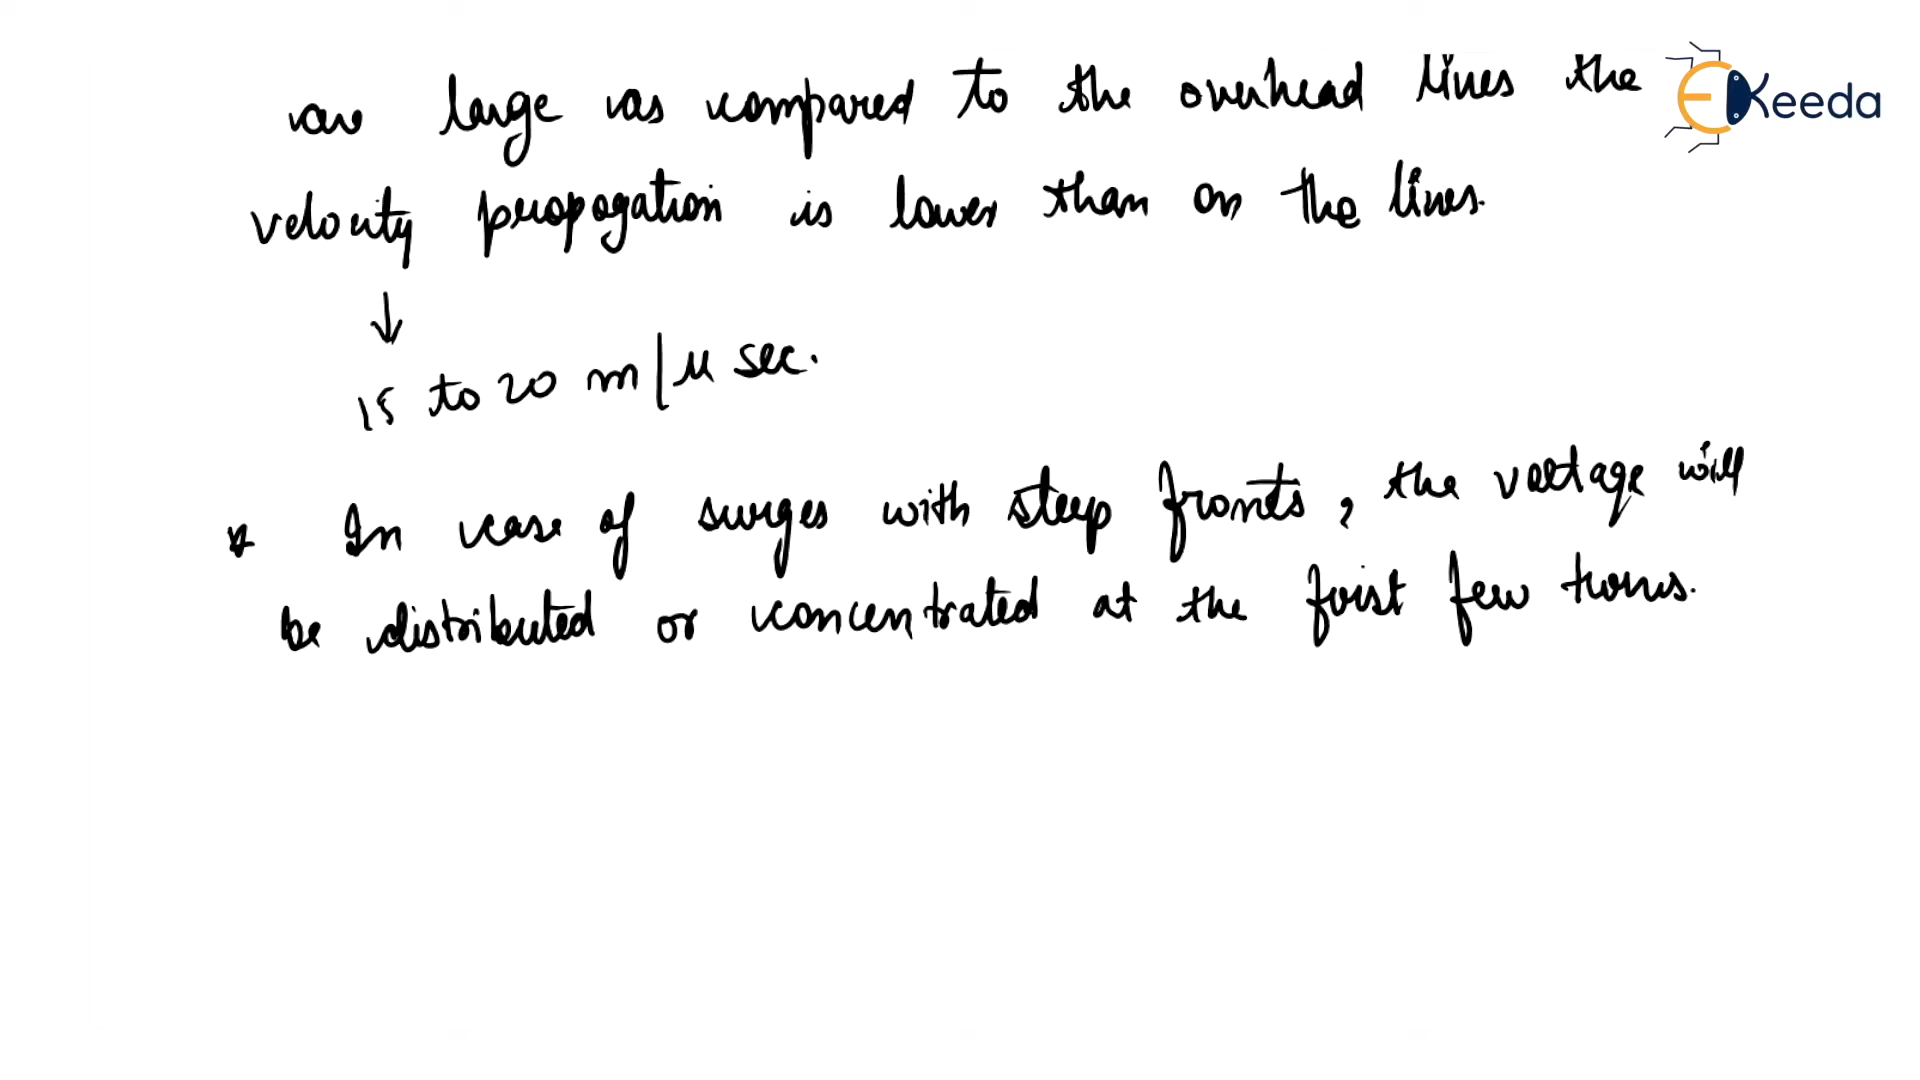 are large as compared to the overhead lines the
EKeeda
velocity propogation is lower than on the lines.
↓
15 to 20 m/μ sec.
* In case of surges with steep fronts, the voltage will
be distributed or concentrated at the first few turns.